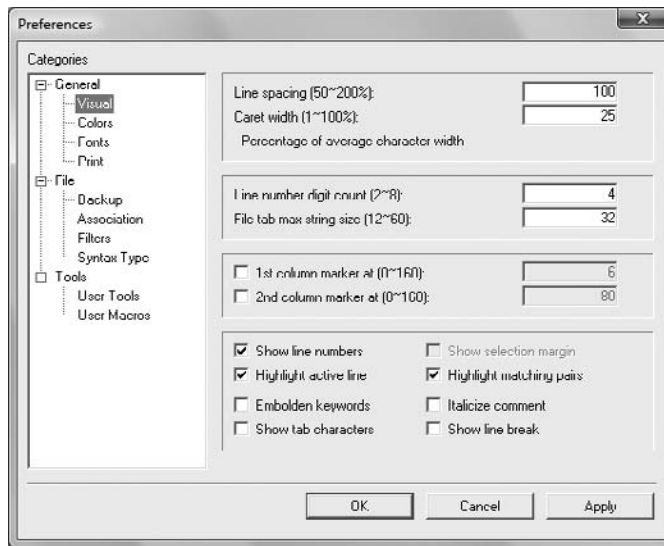 Preferences
X
Categories
General
Visual
Colors
Fonts
Print
File
Backup
Association
Filters
Syntax Type
Tools
User Tools
User Macros
Line spacing (50~200%): 100
Caret width (1~100%): 25
Percentage of average character width
Line number digit count (2~8): 4
File tab max string size (12~60): 32
1st column marker at (0~160): 6
2nd column marker at (0~160): 80
Show line numbers Show selection margin
Highlight active line Highlight matching pairs
Embolden keywords Italicize comment
Show tab characters Show line break
OK Cancel Apply